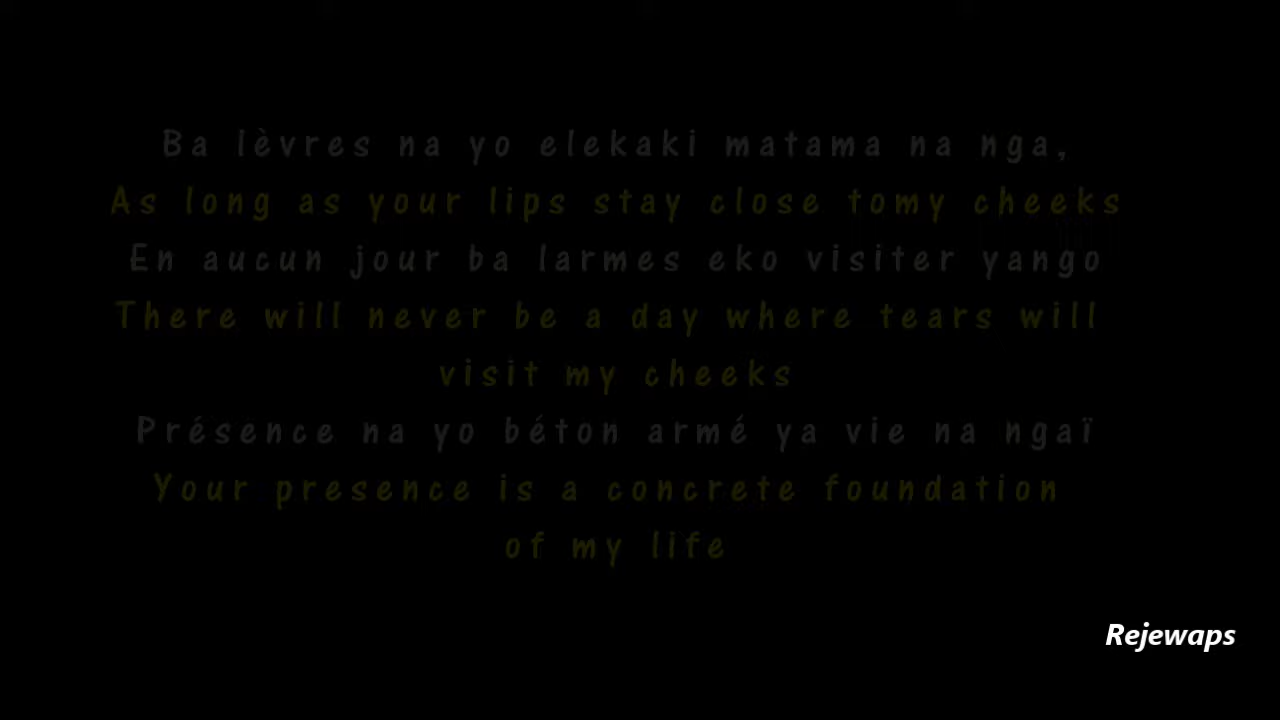 Ba lèvres na yo elekaki matama na nga,
As long as your lips stay close tomy cheeks
En aucun jour ba larmes eko visiter yango
There will never be a day where tears will
visit my cheeks
Présence na yo béton armé ya vie na ngaï
Your presence is a concrete foundation
of my life
Rejewaps